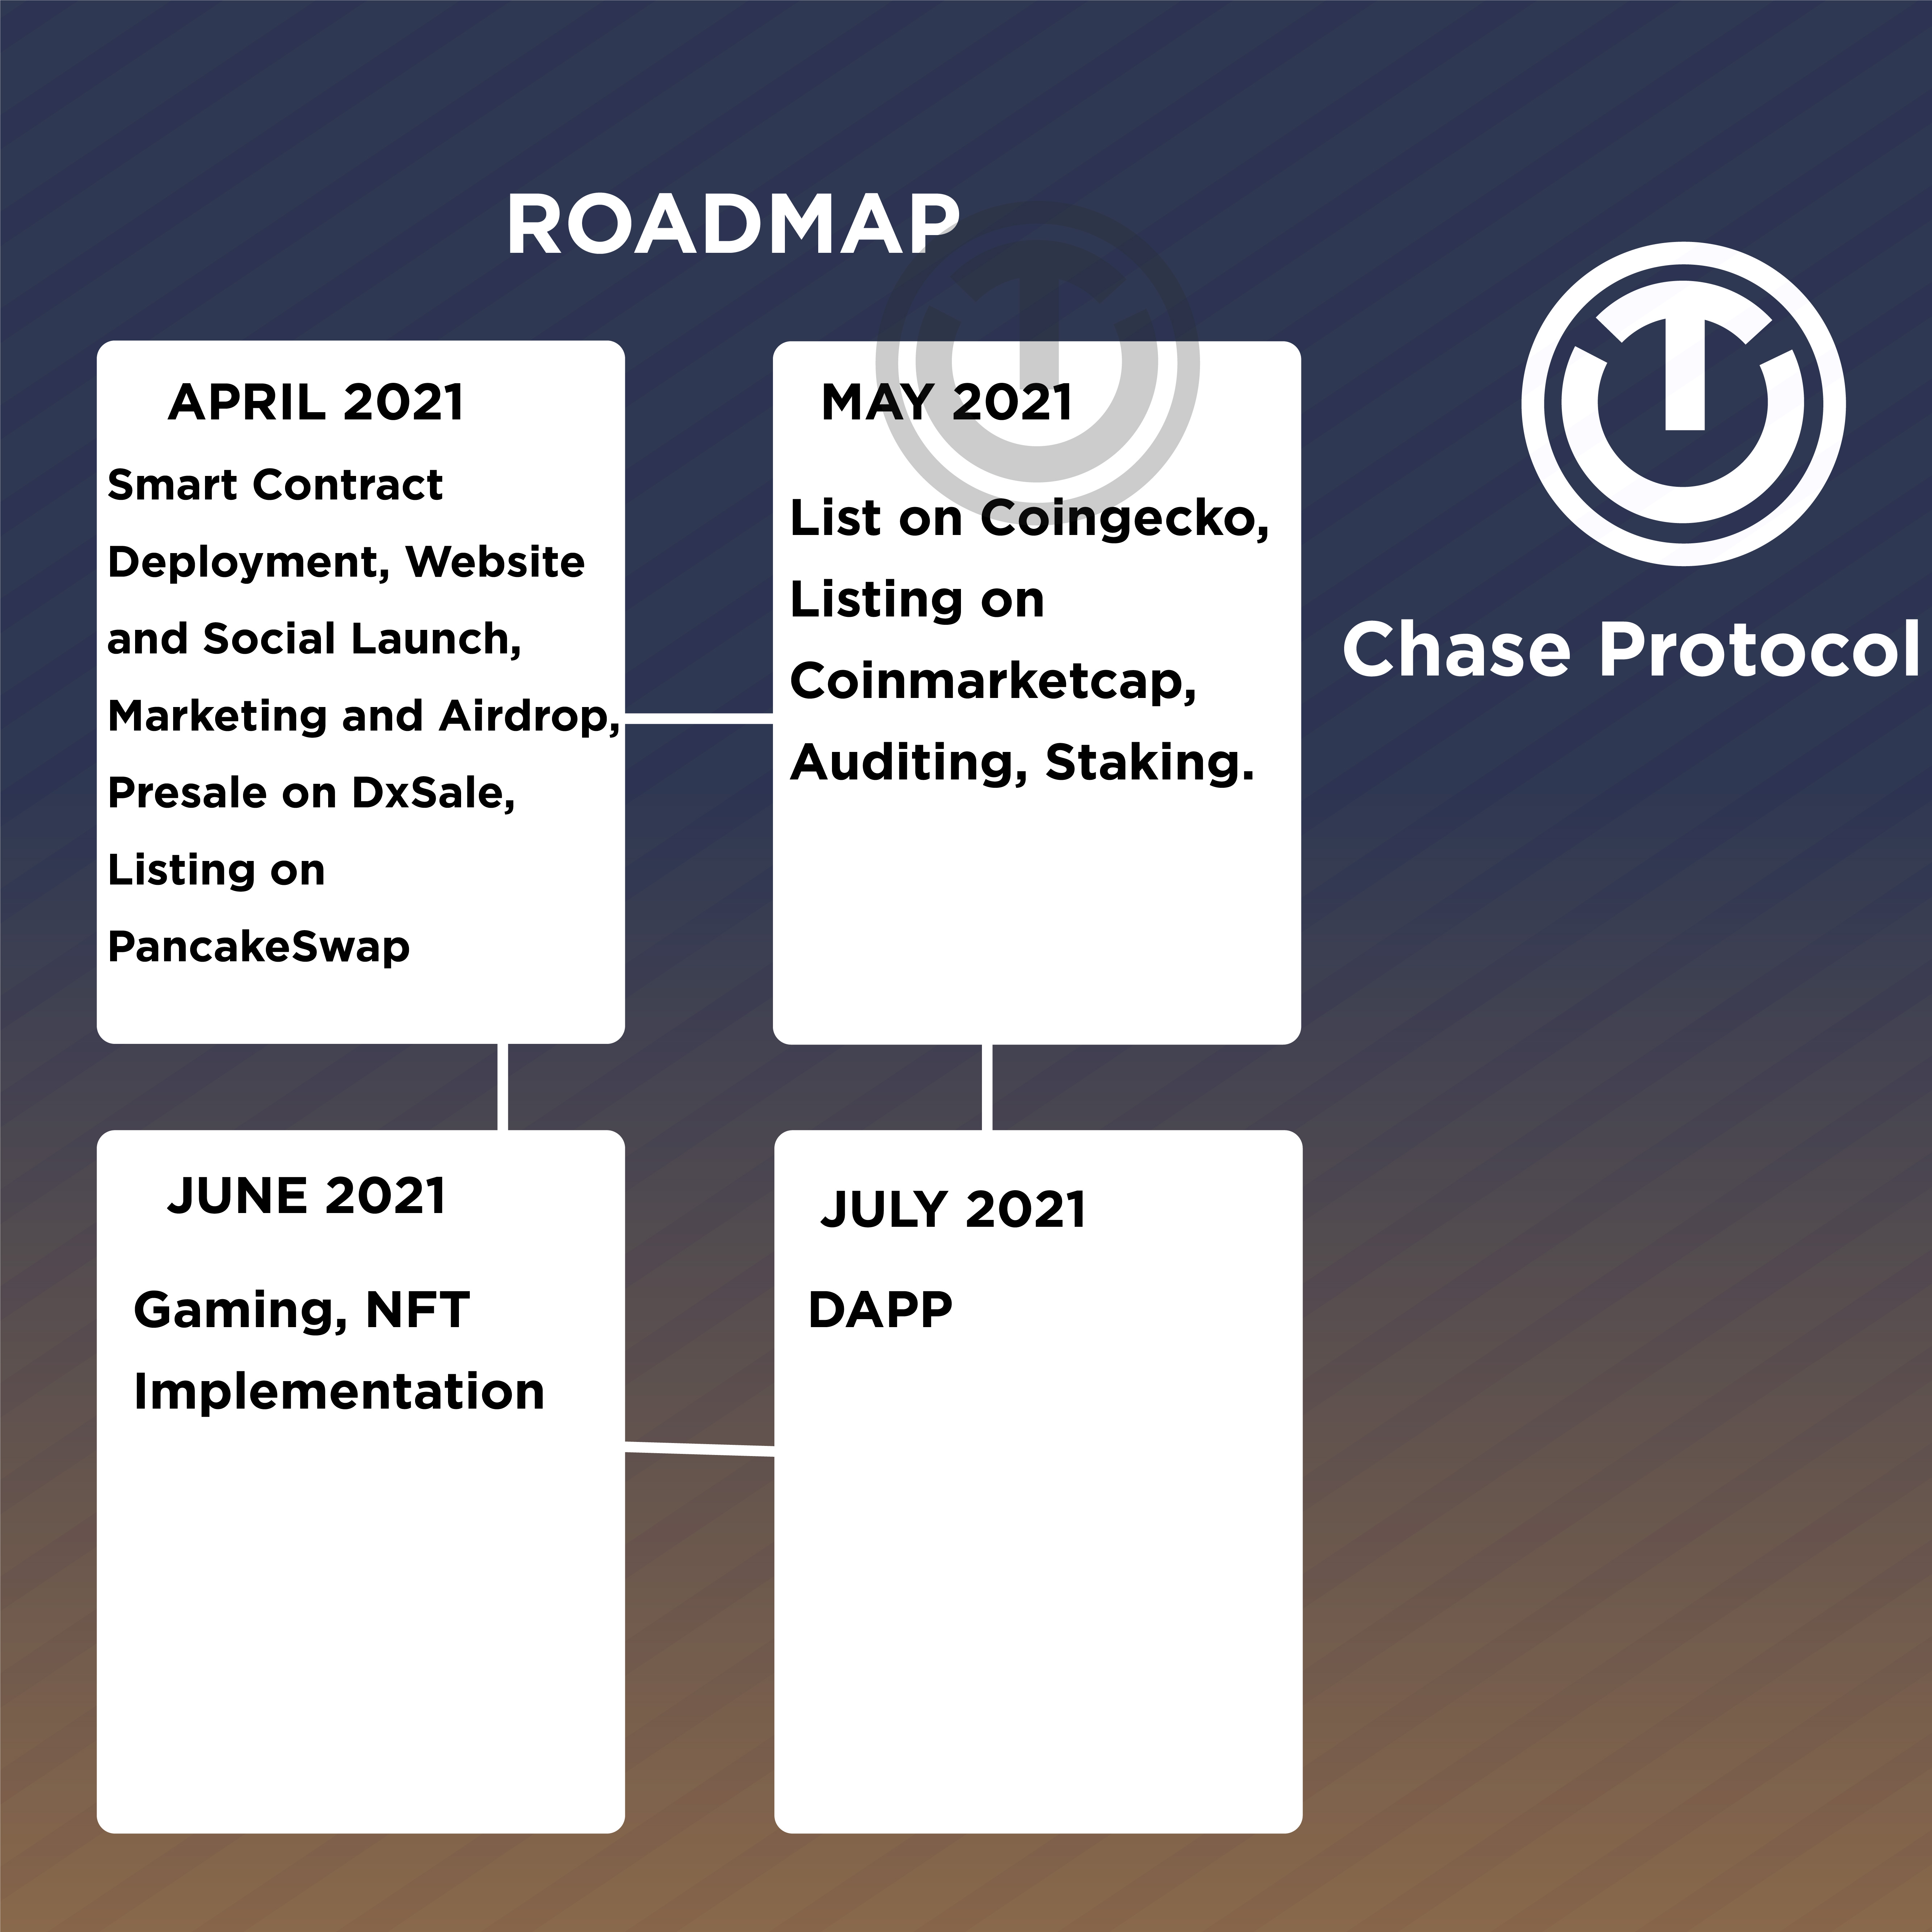 ROADMAP
APRIL 2021
Smart Contract
Deployment, Website
and Social Launch,
Marketing and Airdrop,
Presale on DxSale,
Listing on
PancakeSwap
MAY 2021
List on Coingecko,
Listing on
Coinmarketcap,
Auditing, Staking.
Chase Protocol
JUNE 2021
Gaming, NFT
Implementation
JULY 2021
DAPP